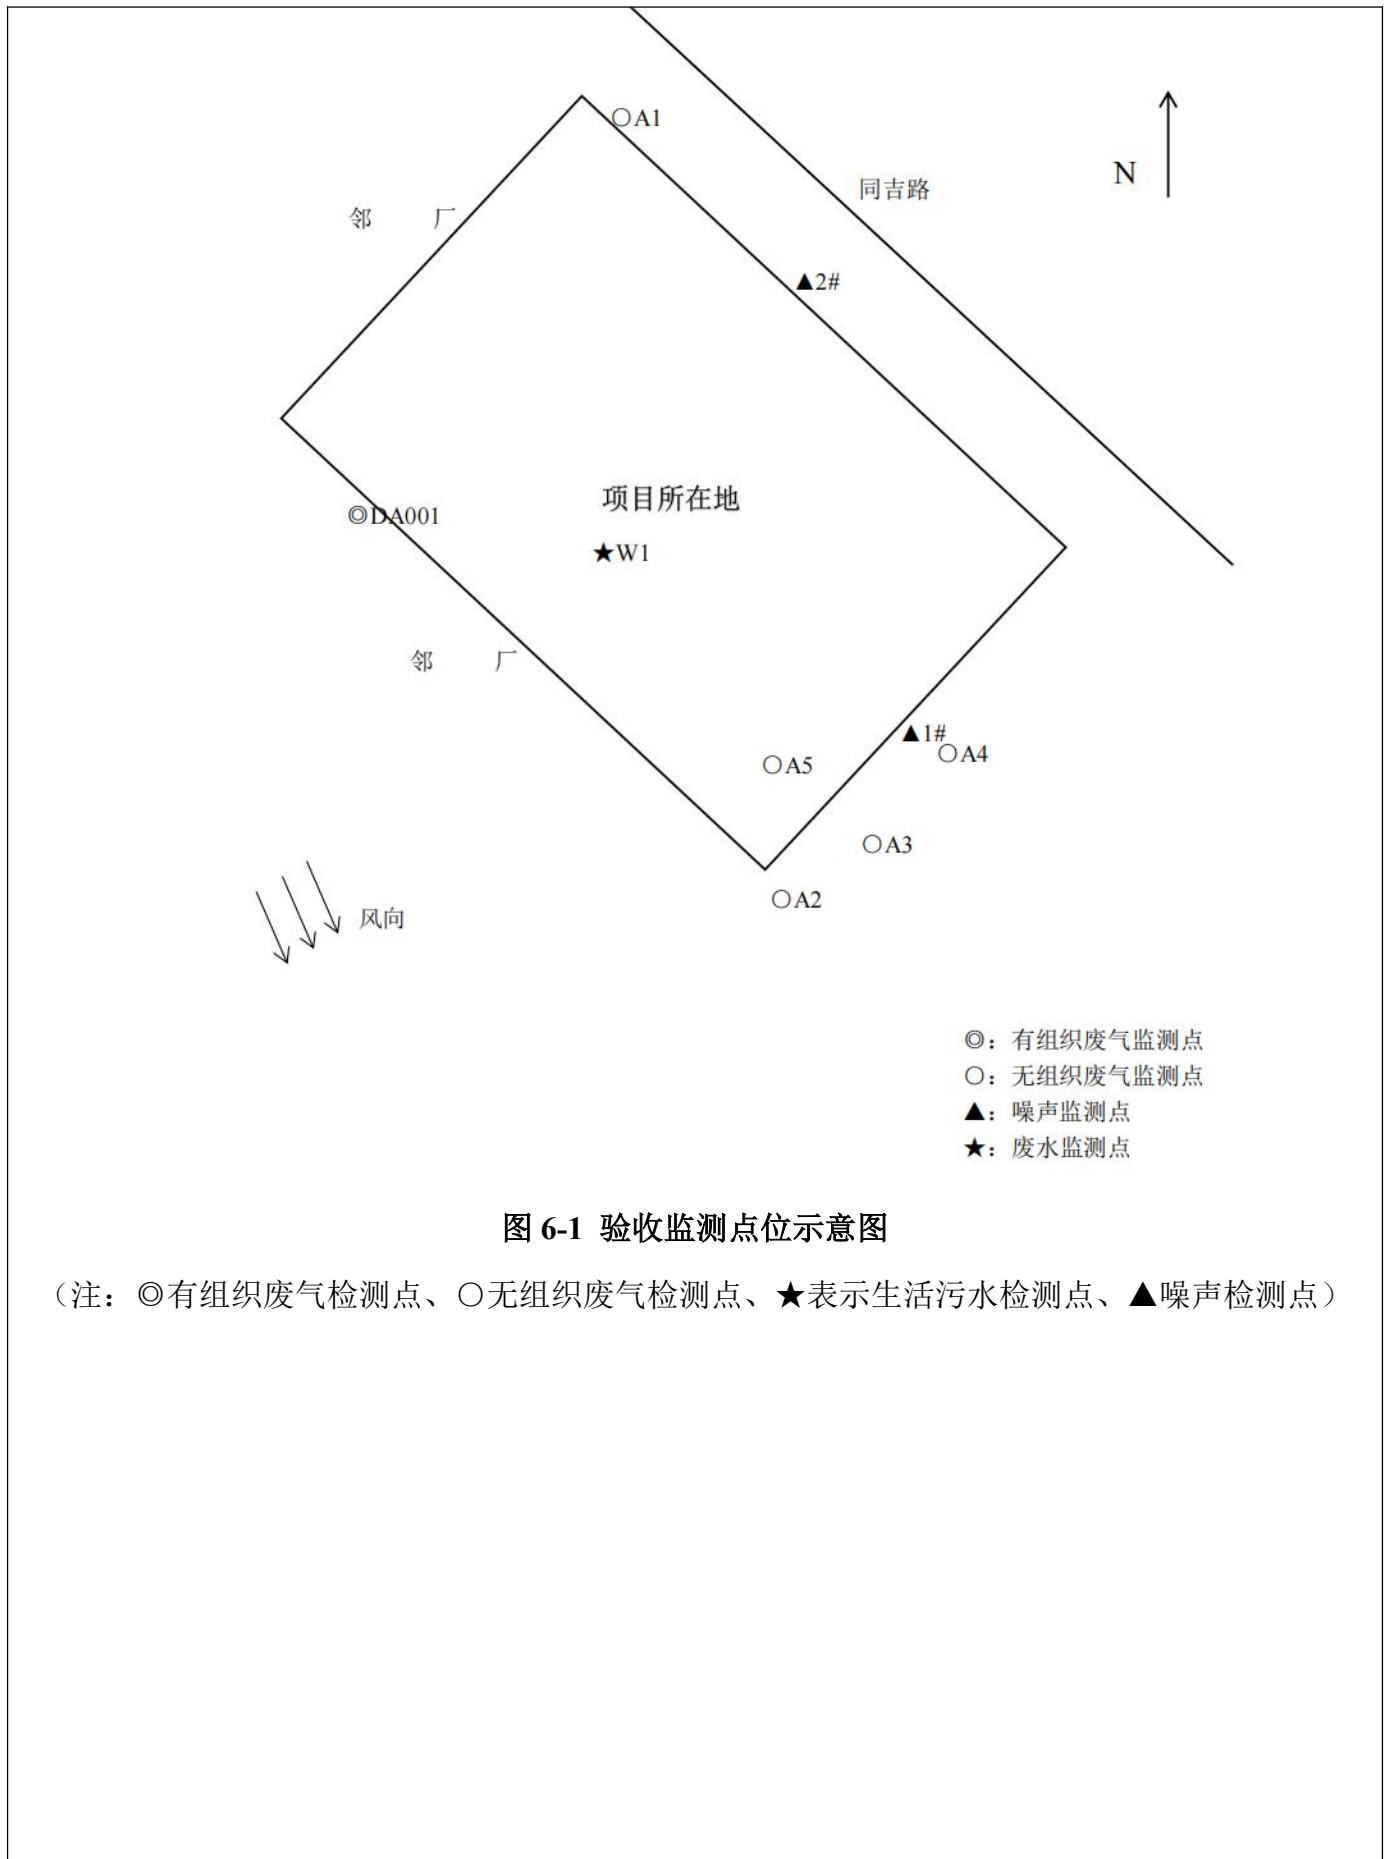 ○A1
N
同吉路
邻 厂
▲2#
项目所在地
◎DA001
★W1
邻 厂
▲1#
○A4
○A5
○A3
○A2
风向
◎：有组织废气监测点
○：无组织废气监测点
▲：噪声监测点
★：废水监测点
图 6-1 验收监测点位示意图
（注：◎有组织废气检测点、○无组织废气检测点、★表示生活污水检测点、▲噪声检测点）